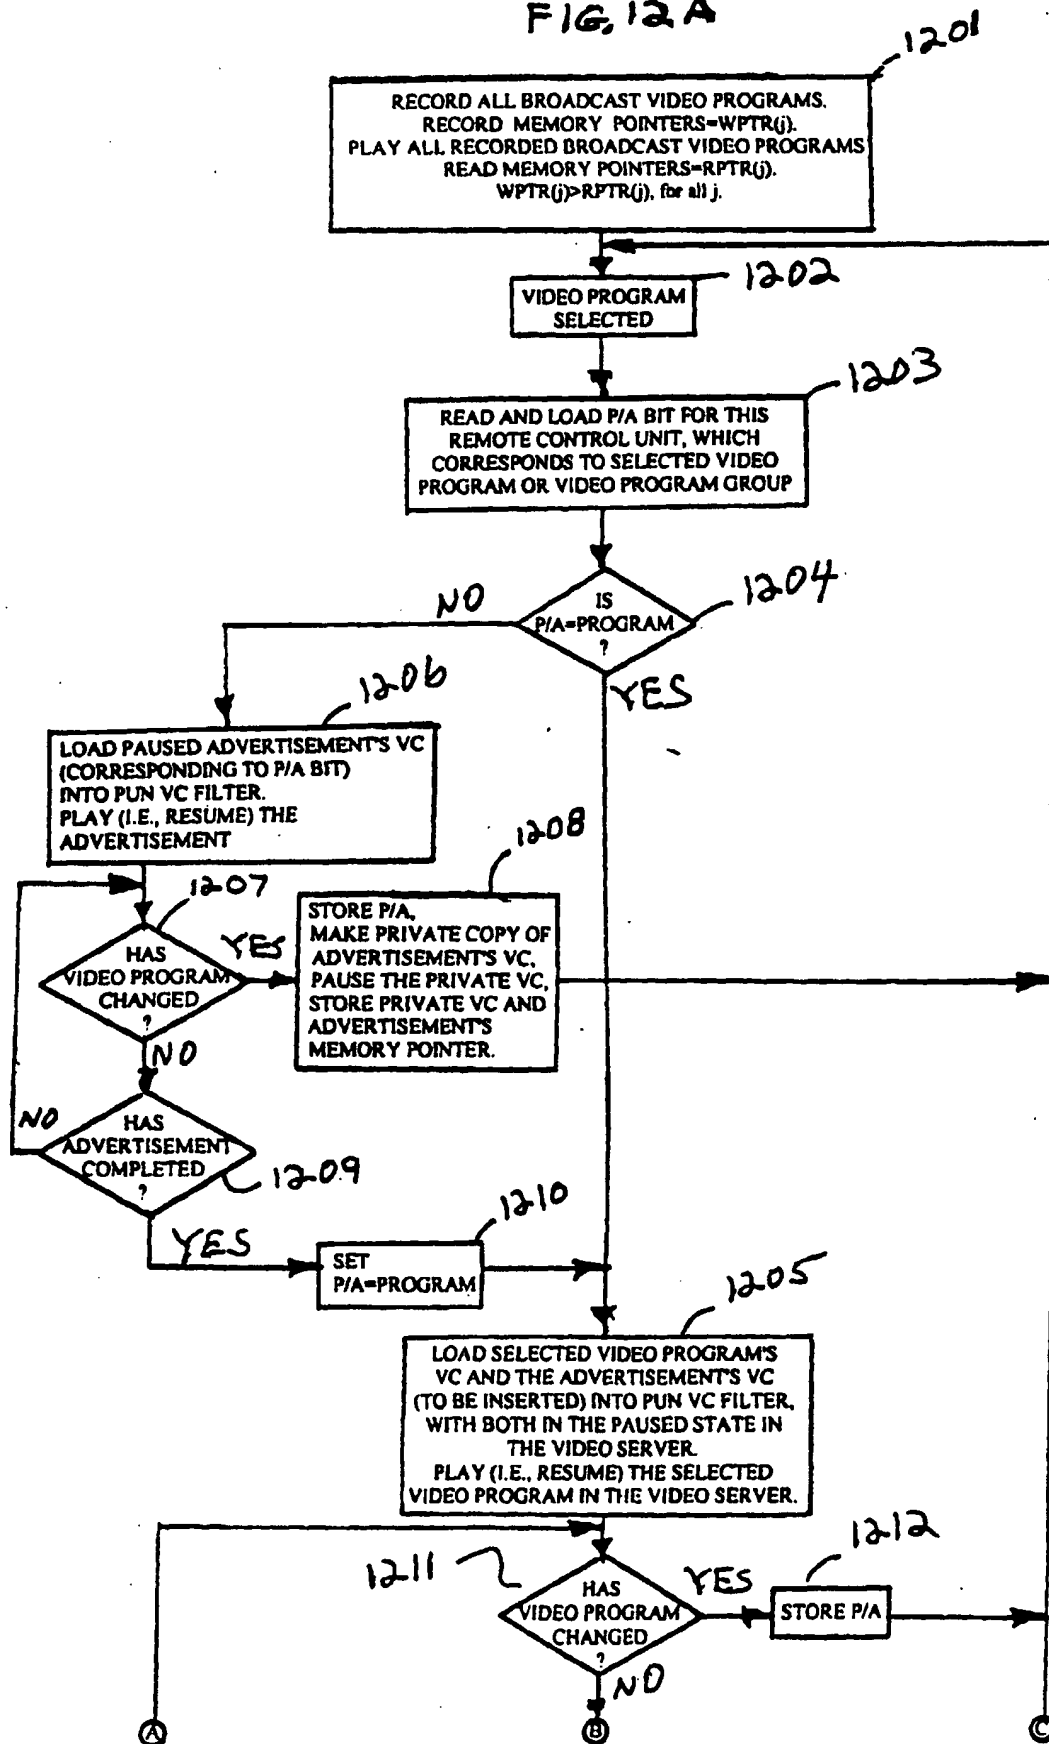 FIG. 12A
1201
RECORD ALL BROADCAST VIDEO PROGRAMS.
RECORD MEMORY POINTERS=WPTR(j).
PLAY ALL RECORDED BROADCAST VIDEO PROGRAMS
READ MEMORY POINTERS=RPTR(j).
WPTR(j)>RPTR(j), for all j.
1202
VIDEO PROGRAM
SELECTED
1203
READ AND LOAD P/A BIT FOR THIS
REMOTE CONTROL UNIT, WHICH
CORRESPONDS TO SELECTED VIDEO
PROGRAM OR VIDEO PROGRAM GROUP
1204
IS
P/A=PROGRAM
?
NO
YES
1206
LOAD PAUSED ADVERTISEMENT'S VC
(CORRESPONDING TO P/A BIT)
INTO PUN VC FILTER.
PLAY (I.E., RESUME) THE
ADVERTISEMENT
1207
HAS
VIDEO PROGRAM
CHANGED
?
YES
NO
1208
STORE P/A,
MAKE PRIVATE COPY OF
ADVERTISEMENT'S VC,
PAUSE THE PRIVATE VC,
STORE PRIVATE VC AND
ADVERTISEMENT'S
MEMORY POINTER.
NO
HAS
ADVERTISEMENT
COMPLETED
?
1209
YES
1210
SET
P/A=PROGRAM
1205
LOAD SELECTED VIDEO PROGRAM'S
VC AND THE ADVERTISEMENT'S VC
(TO BE INSERTED) INTO PUN VC FILTER,
WITH BOTH IN THE PAUSED STATE IN
THE VIDEO SERVER.
PLAY (I.E., RESUME) THE SELECTED
VIDEO PROGRAM IN THE VIDEO SERVER.
1211
HAS
VIDEO PROGRAM
CHANGED
?
YES
1212
STORE P/A
NO
A
B
C